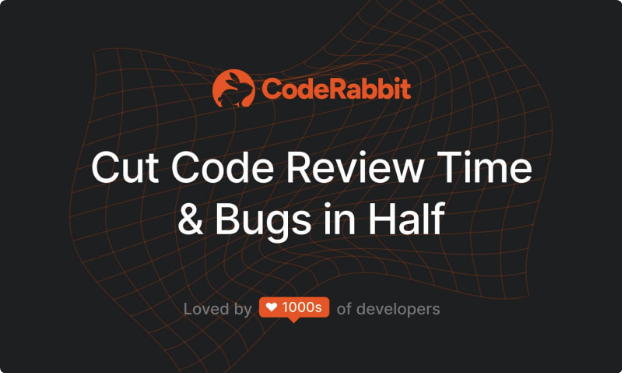 CodeRabbit
Cut Code Review Time
& Bugs in Half
Loved by ♥ 1000s of developers